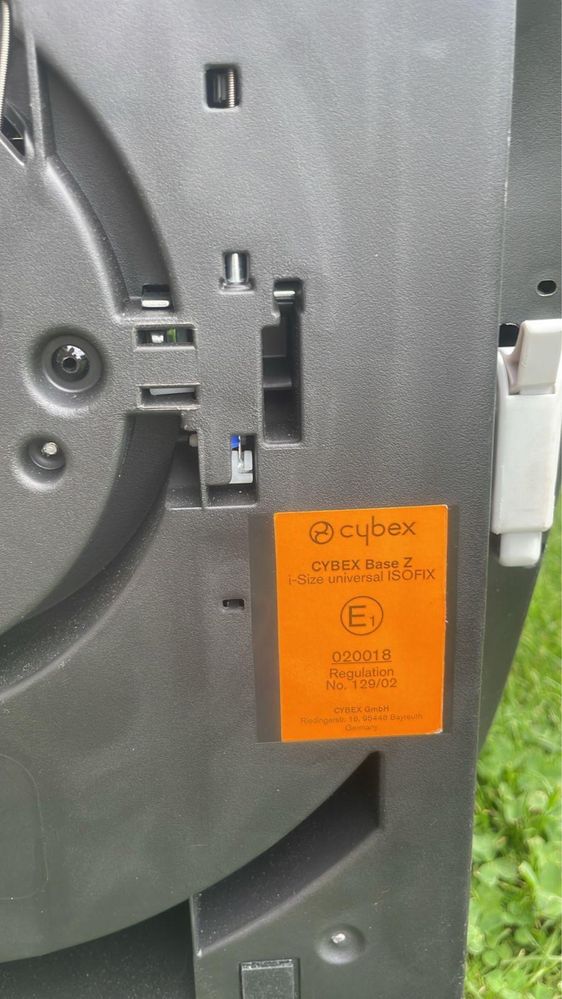 cybex
CYBEX Base Z
i-Size universal ISOFIX
E1
020018
Regulation
No. 129/02
CYBEX GmbH
Riedingerstr. 18, 95448 Bayreuth
Germany